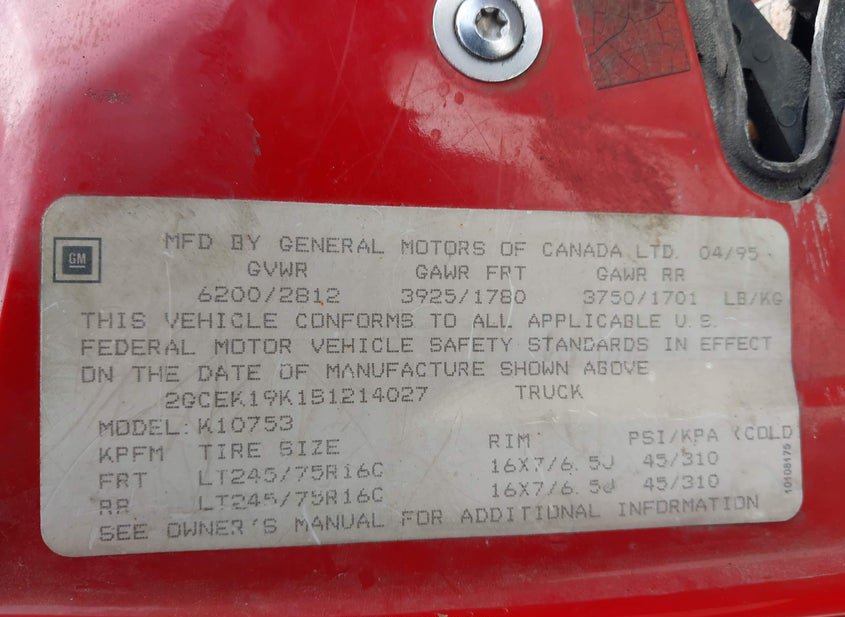 GM
MFD BY GENERAL MOTORS OF CANADA LTD. 04/95
GVWR GAWR FRT GAWR RR
6200/2812 3925/1780 3750/1701 LB/KG
THIS VEHICLE CONFORMS TO ALL APPLICABLE U.S.
FEDERAL MOTOR VEHICLE SAFETY STANDARDS IN EFFECT
ON THE DATE OF MANUFACTURE SHOWN ABOVE
2GCEK19K1S1214027 TRUCK
MODEL: K10753
KPFM TIRE SIZE RIM PSI/KPA (COLD)
FRT LT245/75R16C 16X7/6.5J 45/310
RR LT245/75R16C 16X7/6.5J 45/310
SEE OWNER'S MANUAL FOR ADDITIONAL INFORMATION